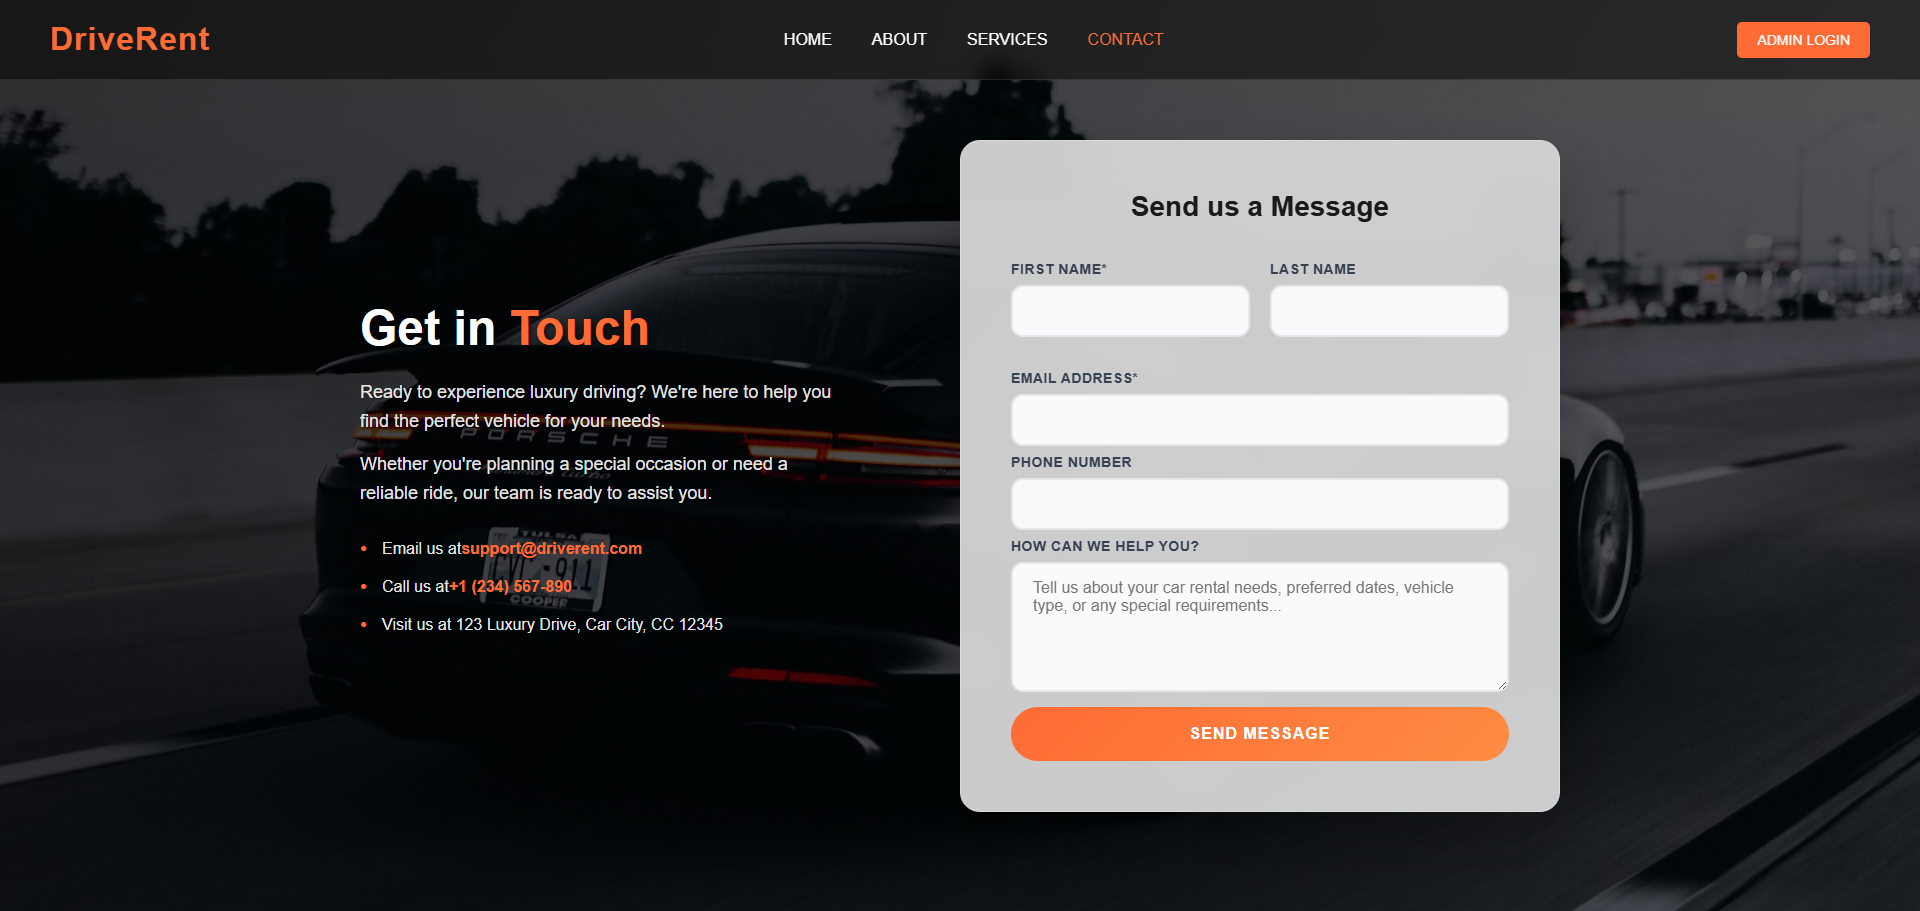 DriveRent
HOME ABOUT SERVICES CONTACT
ADMIN LOGIN
Get in Touch
Ready to experience luxury driving? We're here to help you
find the perfect vehicle for your needs.
PORSCHE
Whether you're planning a special occasion or need a
reliable ride, our team is ready to assist you.
• Email us atsupport@driverent.com
• Call us at+1 (234) 567-890
COOPER
• Visit us at 123 Luxury Drive, Car City, CC 12345
Send us a Message
FIRST NAME* LAST NAME
EMAIL ADDRESS*
PHONE NUMBER
HOW CAN WE HELP YOU?
Tell us about your car rental needs, preferred dates, vehicle
type, or any special requirements...
SEND MESSAGE